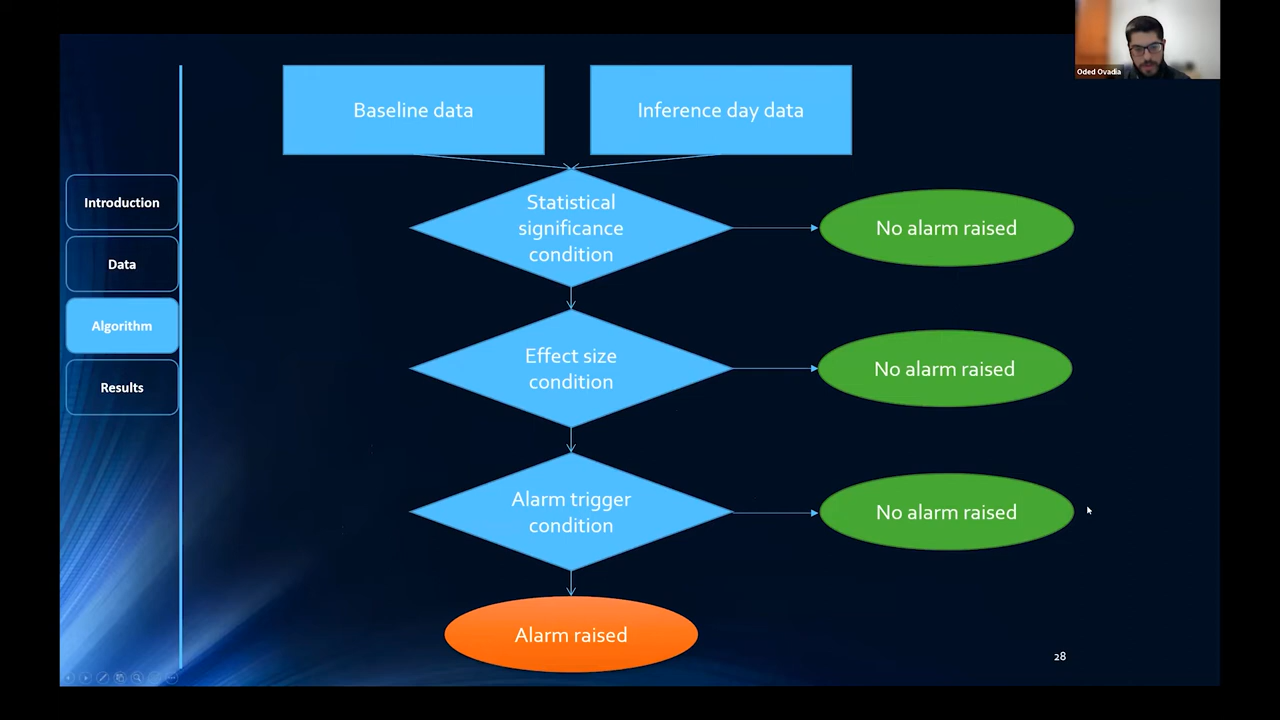 Oded Ovadia
Baseline data
Inference day data
Introduction
Data
Algorithm
Results
Statistical
significance
condition
No alarm raised
Effect size
condition
No alarm raised
Alarm trigger
condition
No alarm raised
Alarm raised
28